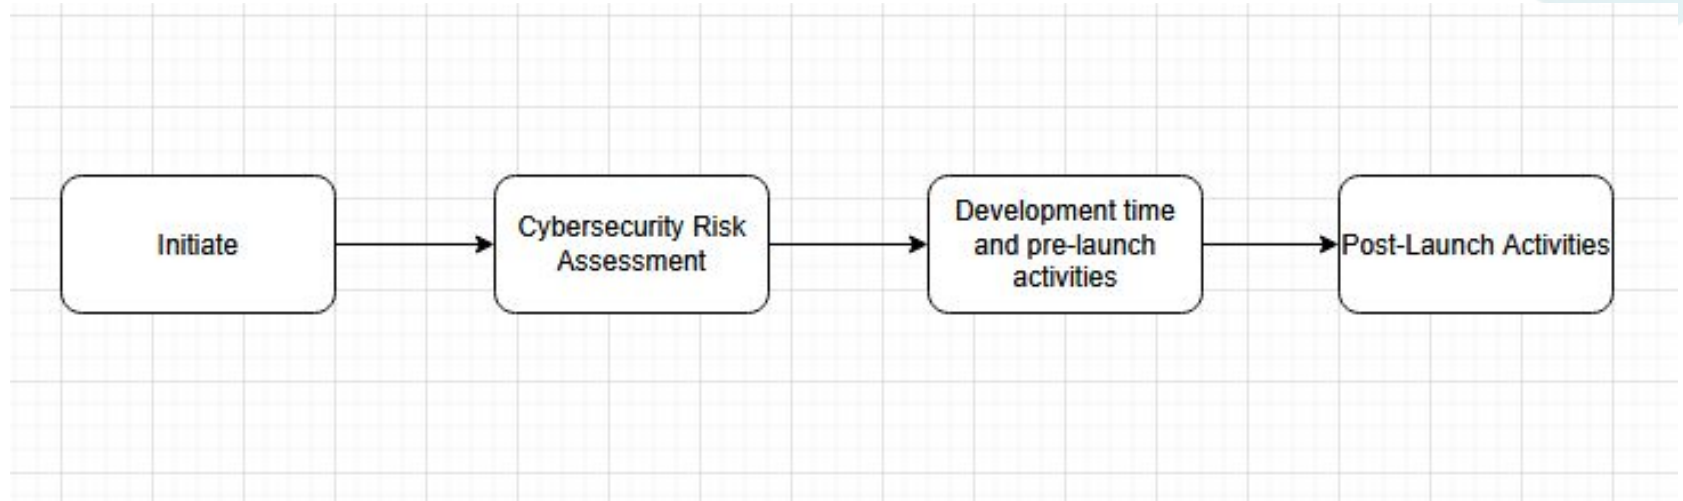 Initiate
Cybersecurity Risk
Assessment
Development time
and pre-launch
activities
Post-Launch Activities